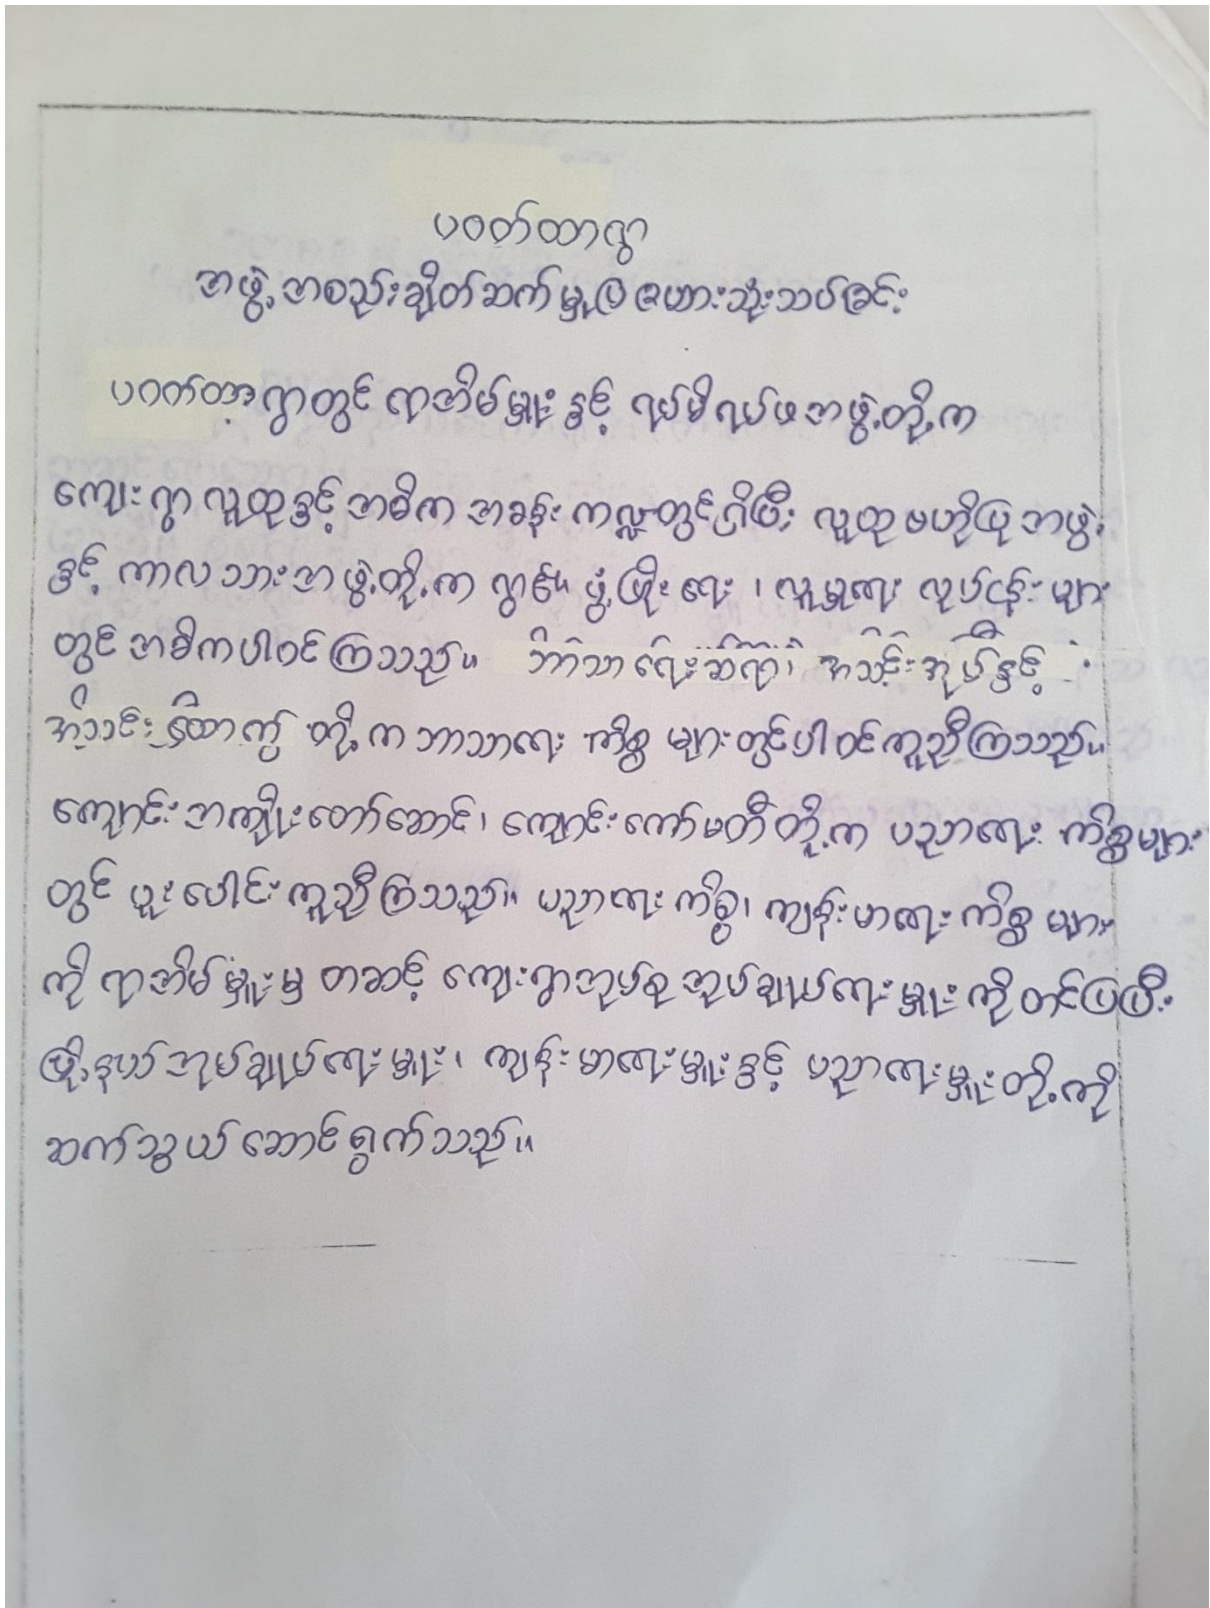 ပဝတ်ထာရွာ
အဖွဲ့အစည်းချိတ်ဆက်မှုပြဇယားသုံးသပ်ခြင်း
ပဝက်ထာရွာတွင် ရာအိမ်မှူးနှင့် ရပ်မိရပ်ဖအဖွဲ့တို့က
ကျေးရွာ လူထုနှင့် အဓိက အခန်းကဏ္ဍတွင်ရှိပြီး လူထုဗဟိုပြု အဖွဲ့
နှင့် ကာလသားအဖွဲ့တို့က ရွာ၏ ဖွံ့ဖြိုးရေး ၊ လူမှုရေး လုပ်ငန်းများ
တွင် အဓိကပါဝင်ကြသည်။ ဘာသာရေးဆရာ၊ အသင်းအုပ်နှင့်
အသင်းထောက် တို့က ဘာသာရေး ကိစ္စများတွင်ပါဝင်ကူညီကြသည်။
ကျောင်းအကျိုးတော်ဆောင်၊ ကျောင်းကော်မတီတို့က ပညာရေး ကိစ္စများ
တွင် ပူးပေါင်းကူညီကြသည်။ ပညာရေးကိစ္စ၊ ကျန်းမာရေးကိစ္စများ
ကို ရာအိမ်မှူးမှ တဆင့် ကျေးရွာအုပ်စု အုပ်ချုပ်ရေးမှူးကိုတင်ပြပြီး
မြို့နယ်အုပ်ချုပ်ရေးမှူး၊ ကျန်းမာရေးမှူးနှင့် ပညာရေးမှူးတို့ကို
ဆက်သွယ်ဆောင်ရွက်သည်။